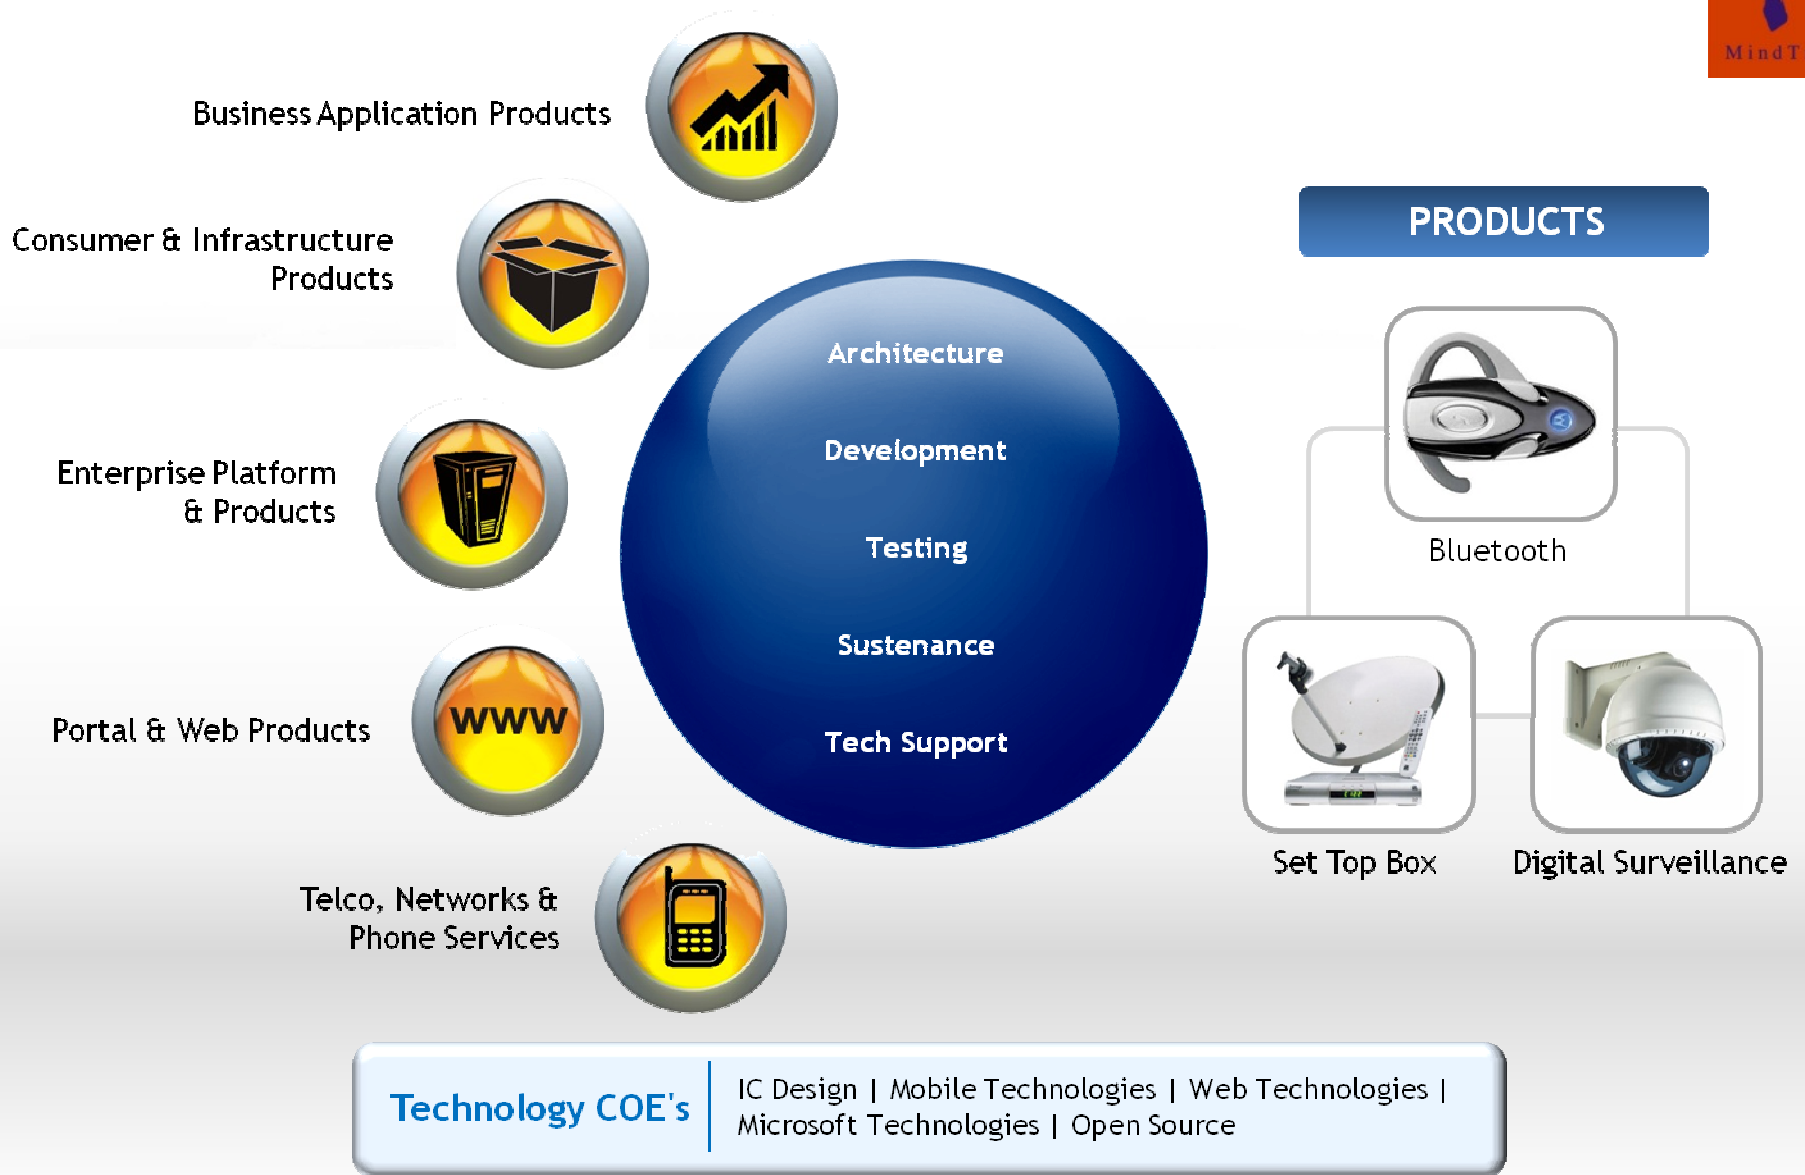 MindT
Business Application Products
Consumer & Infrastructure
Products
Enterprise Platform
& Products
Portal & Web Products
WWW
Telco, Networks &
Phone Services
Architecture
Development
Testing
Sustenance
Tech Support
PRODUCTS
Bluetooth
Set Top Box
Digital Surveillance
Technology COE's
IC Design | Mobile Technologies | Web Technologies |
Microsoft Technologies | Open Source